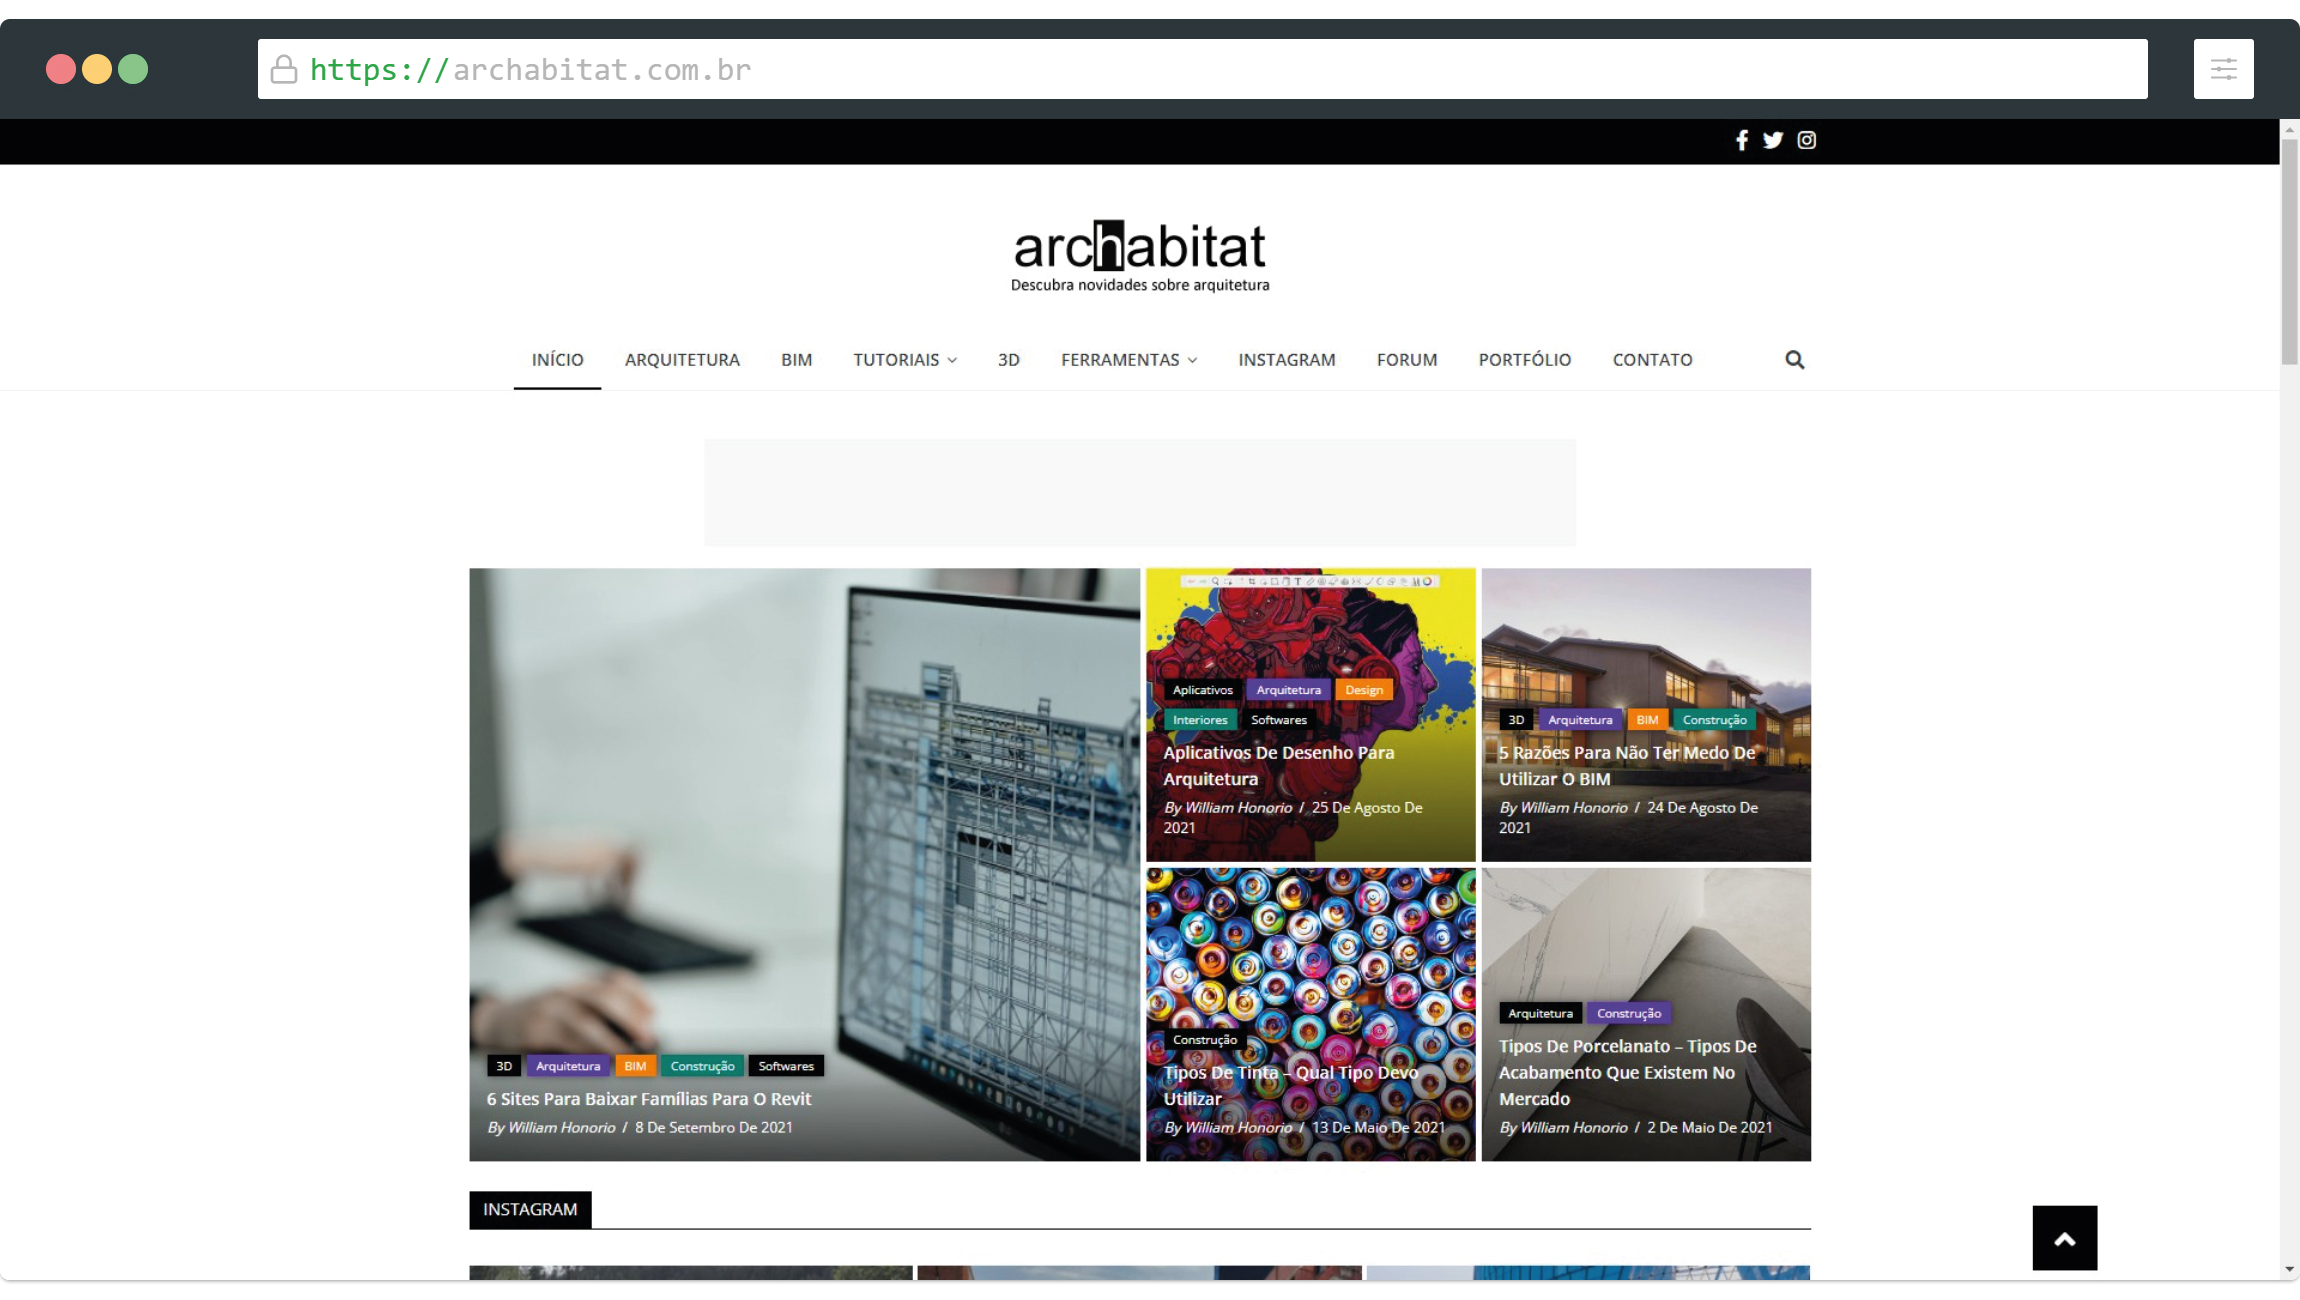 https://archabitat.com.br
archabitat
Descubra novidades sobre arquitetura
INÍCIO ARQUITETURA BIM TUTORIAIS 3D FERRAMENTAS INSTAGRAM FORUM PORTFÓLIO CONTATO
3D Arquitetura BIM Construção Softwares
6 Sites Para Baixar Famílias Para O Revit
By William Honorio / 8 De Setembro De 2021
Aplicativos Arquitetura Design
Interiores Softwares
Aplicativos De Desenho Para
Arquitetura
By William Honorio / 25 De Agosto De
2021
3D Arquitetura BIM Construção
5 Razões Para Não Ter Medo De
Utilizar O BIM
By William Honorio / 24 De Agosto De
2021
Construção
Tipos De Tinta – Qual Tipo Devo
Utilizar
By William Honorio / 13 De Maio De 2021
Arquitetura Construção
Tipos De Porcelanato – Tipos De
Acabamento Que Existem No
Mercado
By William Honorio / 2 De Maio De 2021
INSTAGRAM